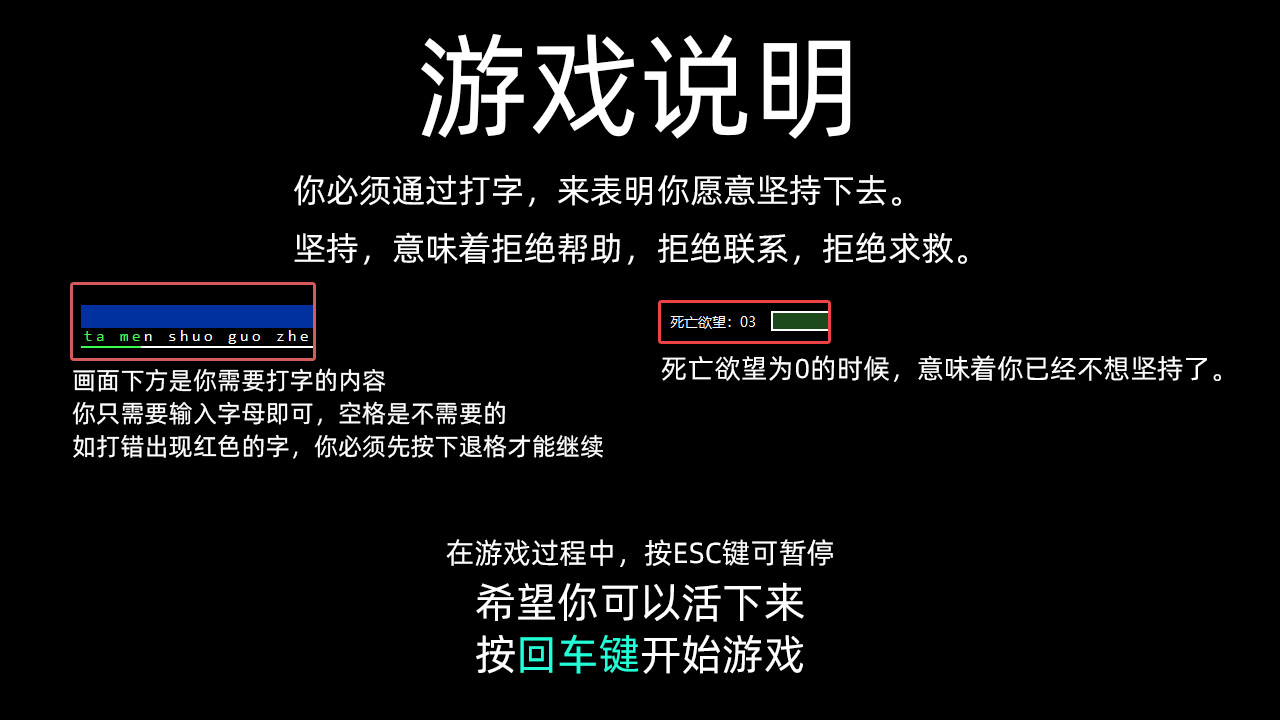 游戏说明
你必须通过打字，来表明你愿意坚持下去。
坚持，意味着拒绝帮助，拒绝联系，拒绝求救。
ta men shuo guo zhe
画面下方是你需要打字的内容
你只需要输入字母即可，空格是不需要的
如打错出现红色的字，你必须先按下退格才能继续
死亡欲望：03
死亡欲望为0的时候，意味着你已经不想坚持了。
在游戏过程中，按ESC键可暂停
希望你可以活下来
按回车键开始游戏